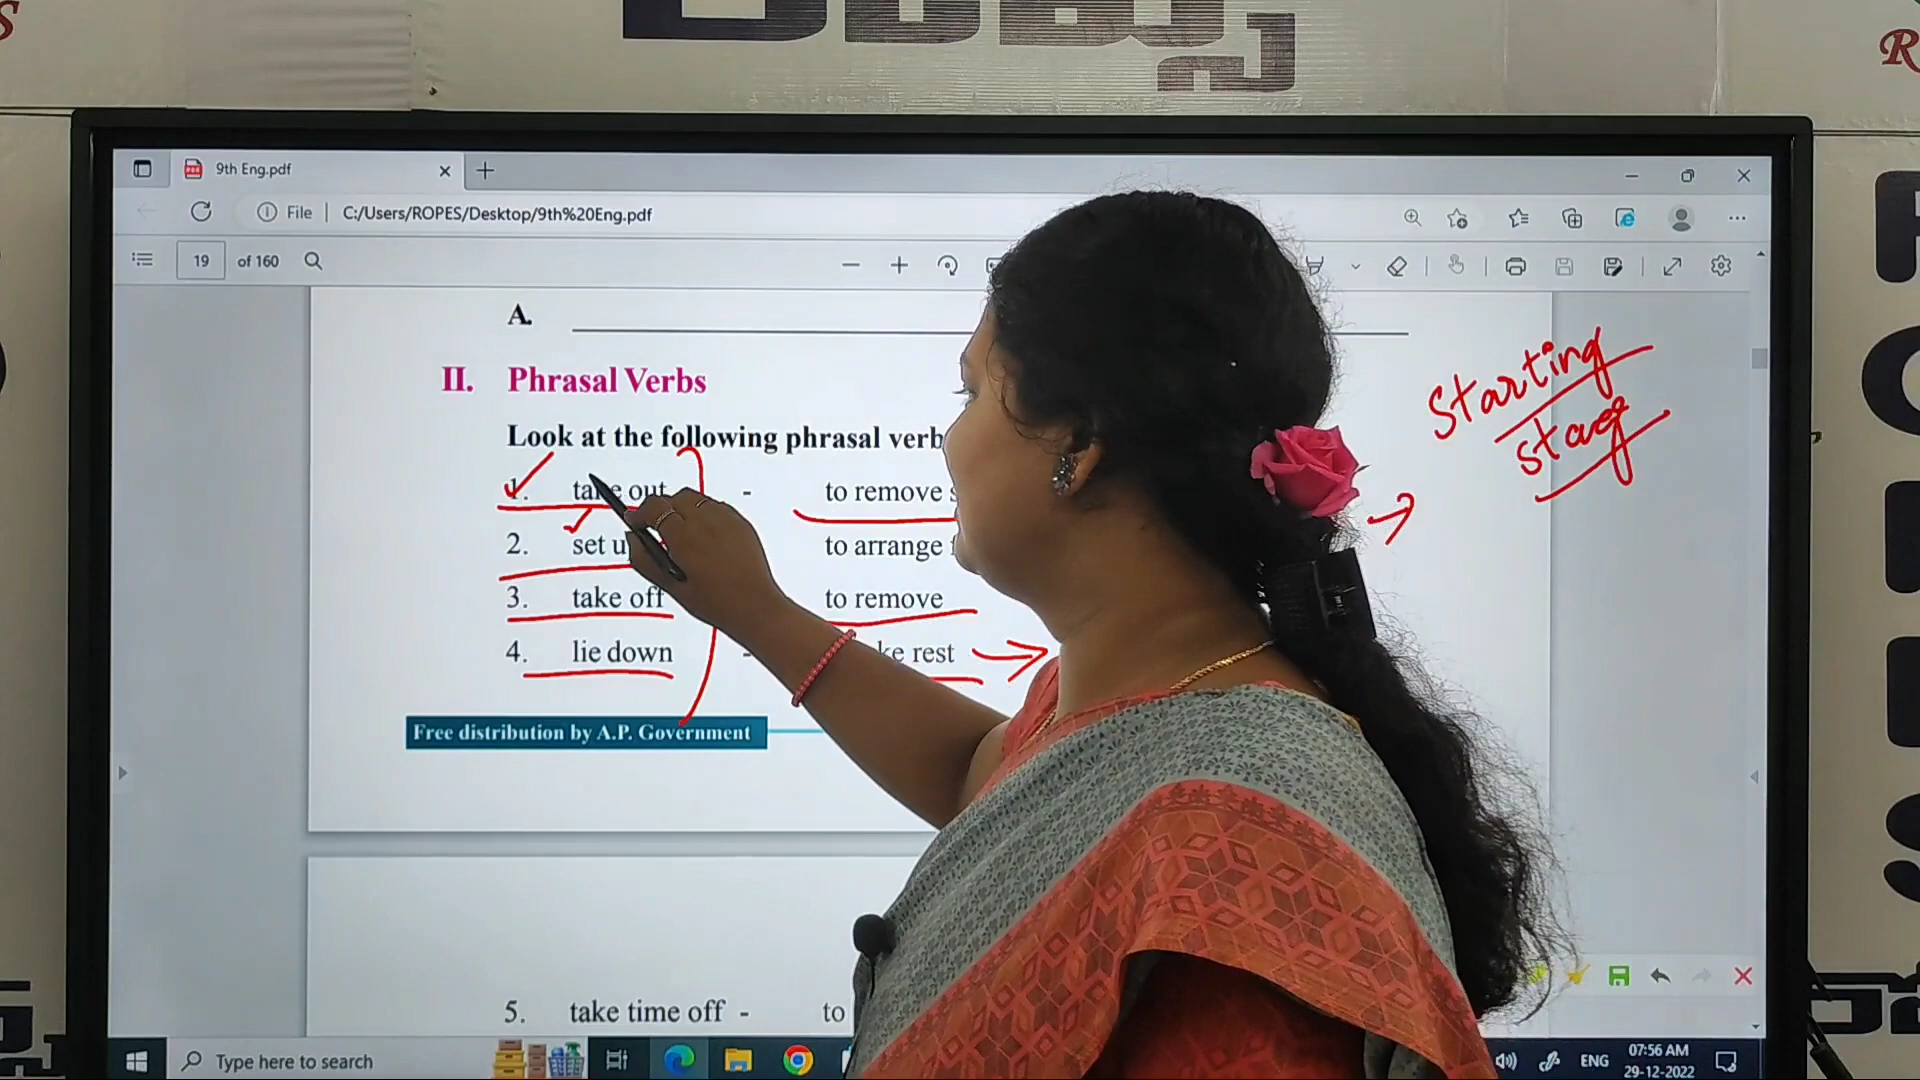 9th Eng.pdf
File | C:/Users/ROPES/Desktop/9th%20Eng.pdf
19 of 160
A.
II. Phrasal Verbs
Look at the following phrasal verb
1. take out - to remove
2. set - to arrange
3. take off to remove
4. lie down - rest
Free distribution by A.P. Government
Starting
stag
5. take time off - to
Type here to search
ENG
07:56 AM
29-12-2022